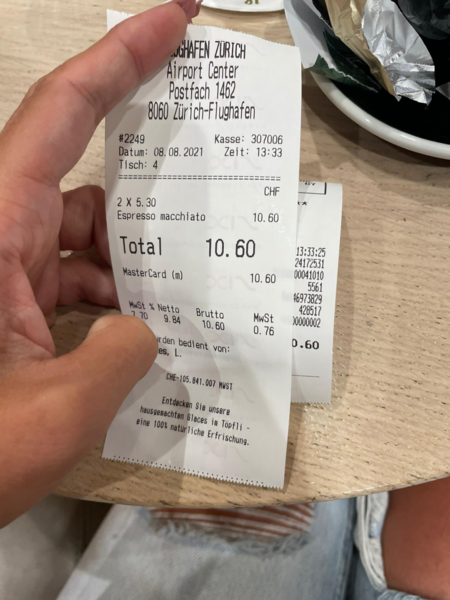 FLUGHAFEN ZÜRICH
Airport Center
Postfach 1462
8060 Zürich-Flughafen
#2249 Kasse: 307006
Datum: 08.08.2021 Zeit: 13:33
Tisch: 4
CHF
2 X 5.30
Espresso macchiato 10.60
Total 10.60
MasterCard (m) 10.60
MwSt % Netto Brutto MwSt
7.70 9.84 10.60 0.76
bedient von:
L.
CHE-105.841.007 MWST
Entdecken Sie unsere
hausgemachten Glaces im Töpfli -
eine 100% natürliche Erfrischung.
13:33:25
24172531
00041010
5561
46973829
428517
0000002
0.60